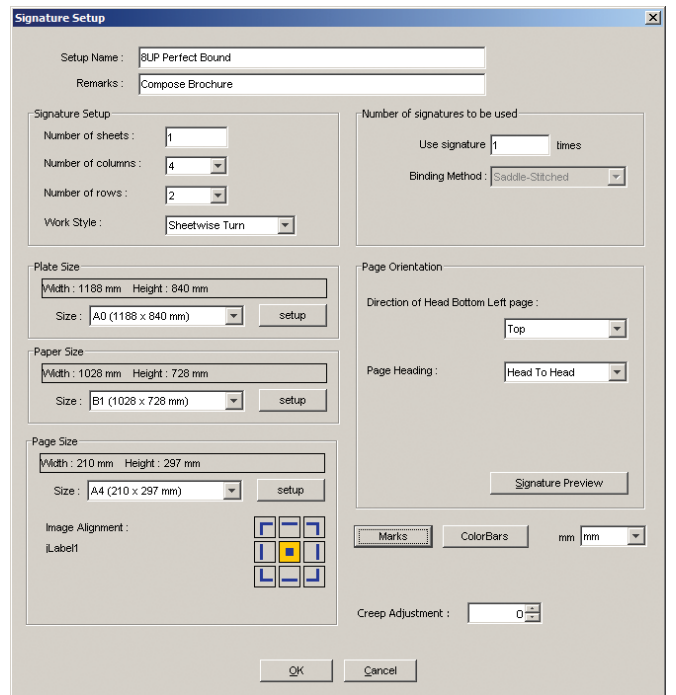 Signature Setup
Setup Name : 8UP Perfect Bound
Remarks : Compose Brochure
Signature Setup
Number of sheets : 1
Number of columns : 4
Number of rows : 2
Work Style : Sheetwise Turn
Number of signatures to be used
Use signature 1 times
Binding Method : Saddle-Stitched
Plate Size
Width : 1188 mm Height : 840 mm
Size : A0 (1188 x 840 mm) setup
Paper Size
Width : 1028 mm Height : 728 mm
Size : B1 (1028 x 728 mm) setup
Page Size
Width : 210 mm Height : 297 mm
Size : A4 (210 x 297 mm) setup
Image Alignment :
jLabel1
Page Orientation
Direction of Head Bottom Left page :
Top
Page Heading : Head To Head
Signature Preview
Marks ColorBars mm mm
Creep Adjustment : 0
OK Cancel